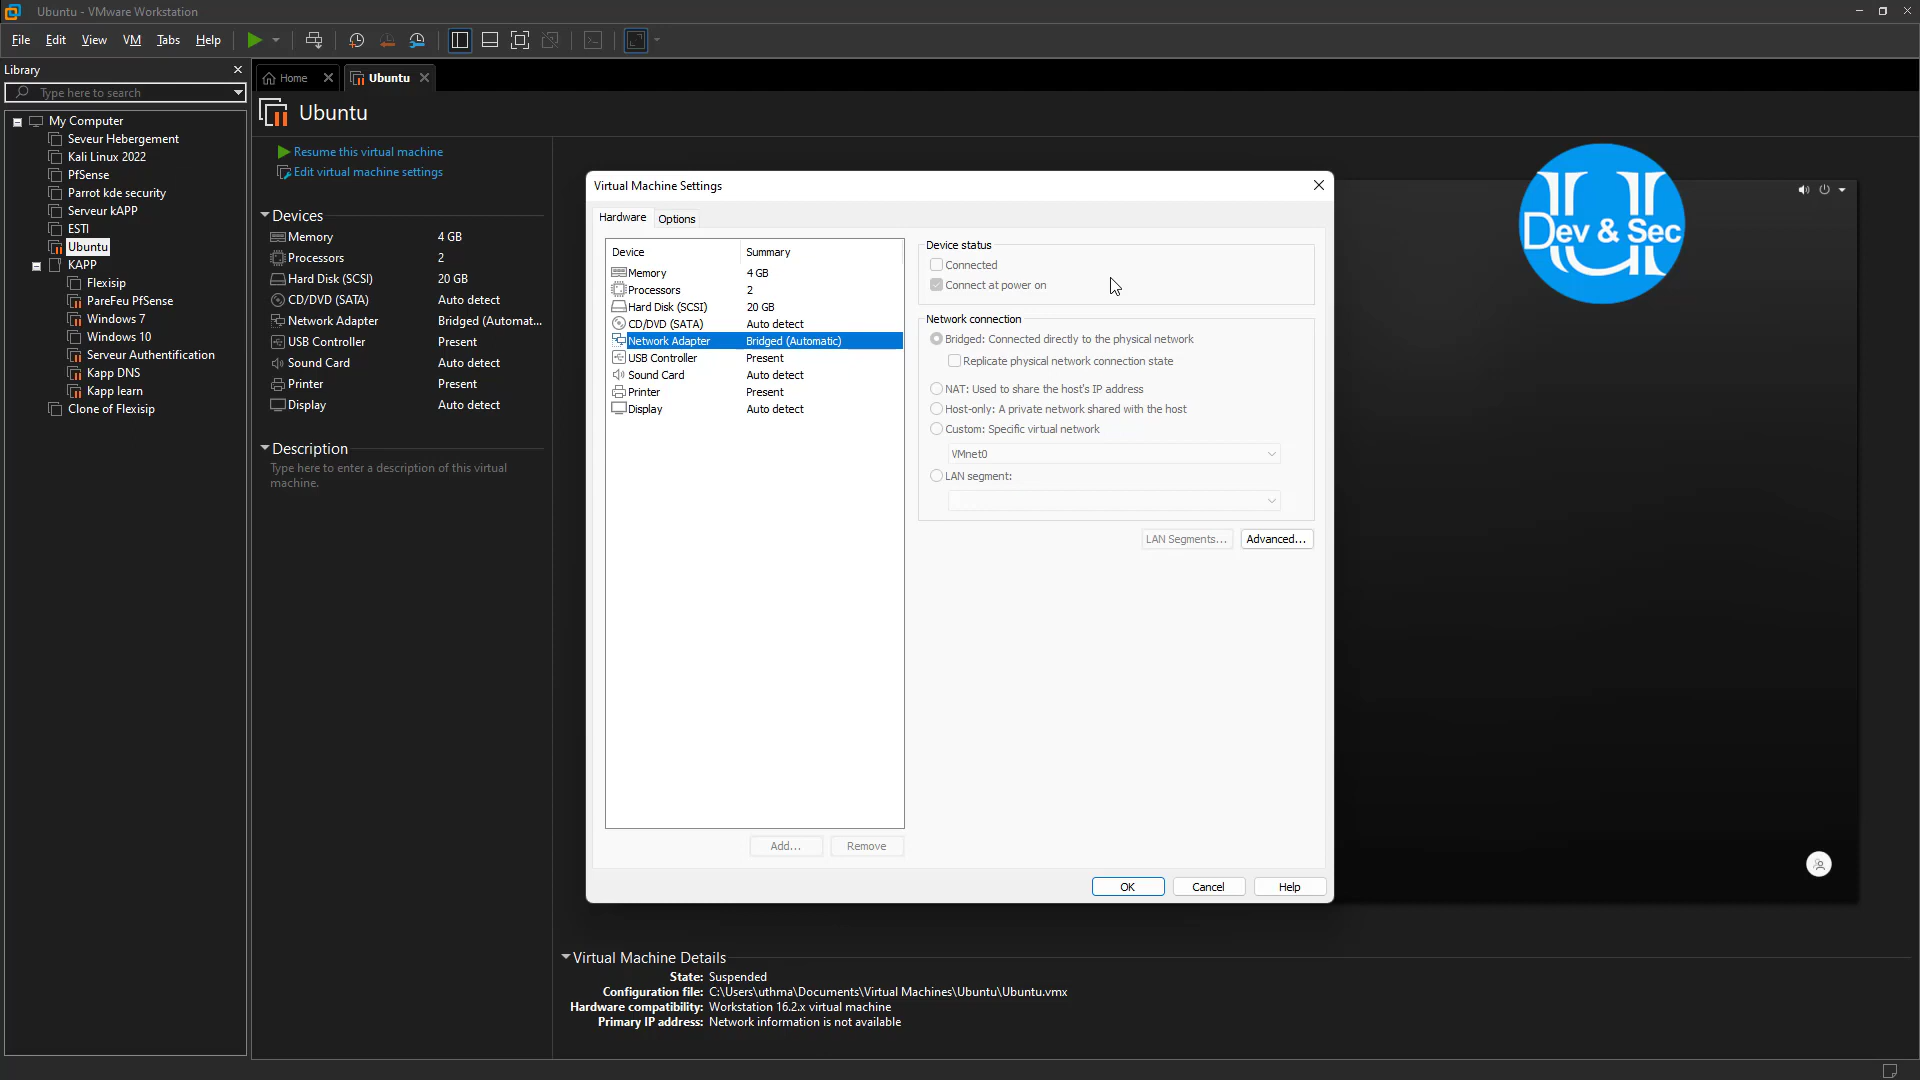 Ubuntu - VMware Workstation
File Edit View VM Tabs Help
Library
Type here to search
My Computer
Seveur Hebergement
Kali Linux 2022
PfSense
Parrot kde security
Serveur kAPP
ESTI
Ubuntu
KAPP
Flexisip
PareFeu PfSense
Windows 7
Windows 10
Serveur Authentification
Kapp DNS
Kapp learn
Clone of Flexisip
Home
Ubuntu
Ubuntu
Resume this virtual machine
Edit virtual machine settings
Devices
Memory 4 GB
Processors 2
Hard Disk (SCSI) 20 GB
CD/DVD (SATA) Auto detect
Network Adapter Bridged (Automat...
USB Controller Present
Sound Card Auto detect
Printer Present
Display Auto detect
Description
Type here to enter a description of this virtual
machine.
Virtual Machine Settings
Hardware Options
Device Summary
Memory 4 GB
Processors 2
Hard Disk (SCSI) 20 GB
CD/DVD (SATA) Auto detect
Network Adapter Bridged (Automatic)
USB Controller Present
Sound Card Auto detect
Printer Present
Display Auto detect
Add... Remove
Device status
Connected
Connect at power on
Network connection
Bridged: Connected directly to the physical network
Replicate physical network connection state
NAT: Used to share the host's IP address
Host-only: A private network shared with the host
Custom: Specific virtual network
VMnet0
LAN segment:
LAN Segments... Advanced...
OK Cancel Help
U
Dev & Sec
Virtual Machine Details
State: Suspended
Configuration file: C:\Users\uthma\Documents\Virtual Machines\Ubuntu\Ubuntu.vmx
Hardware compatibility: Workstation 16.2.x virtual machine
Primary IP address: Network information is not available